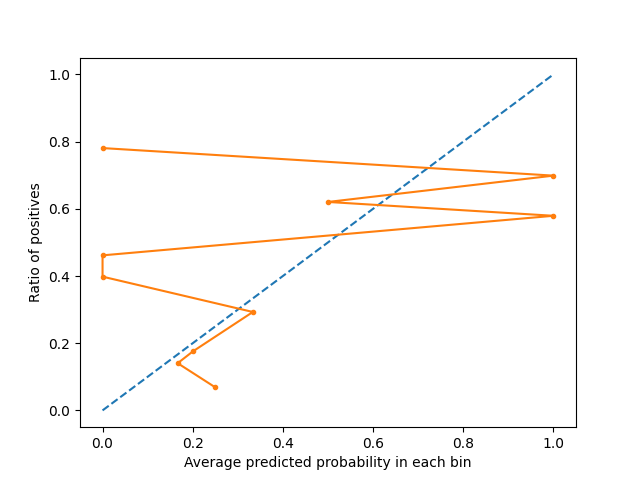 1.0
0.8
0.6
0.4
0.2
0.0
Ratio of positives
0.0 0.2 0.4 0.6 0.8 1.0
Average predicted probability in each bin